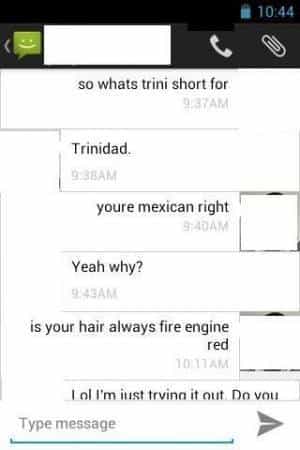 10:44
so whats trini short for
9:37AM
Trinidad.
9:38AM
youre mexican right
9:40AM
Yeah why?
9:43AM
is your hair always fire engine
red
10:11AM
Lol I'm just trying it out. Do you
Type message